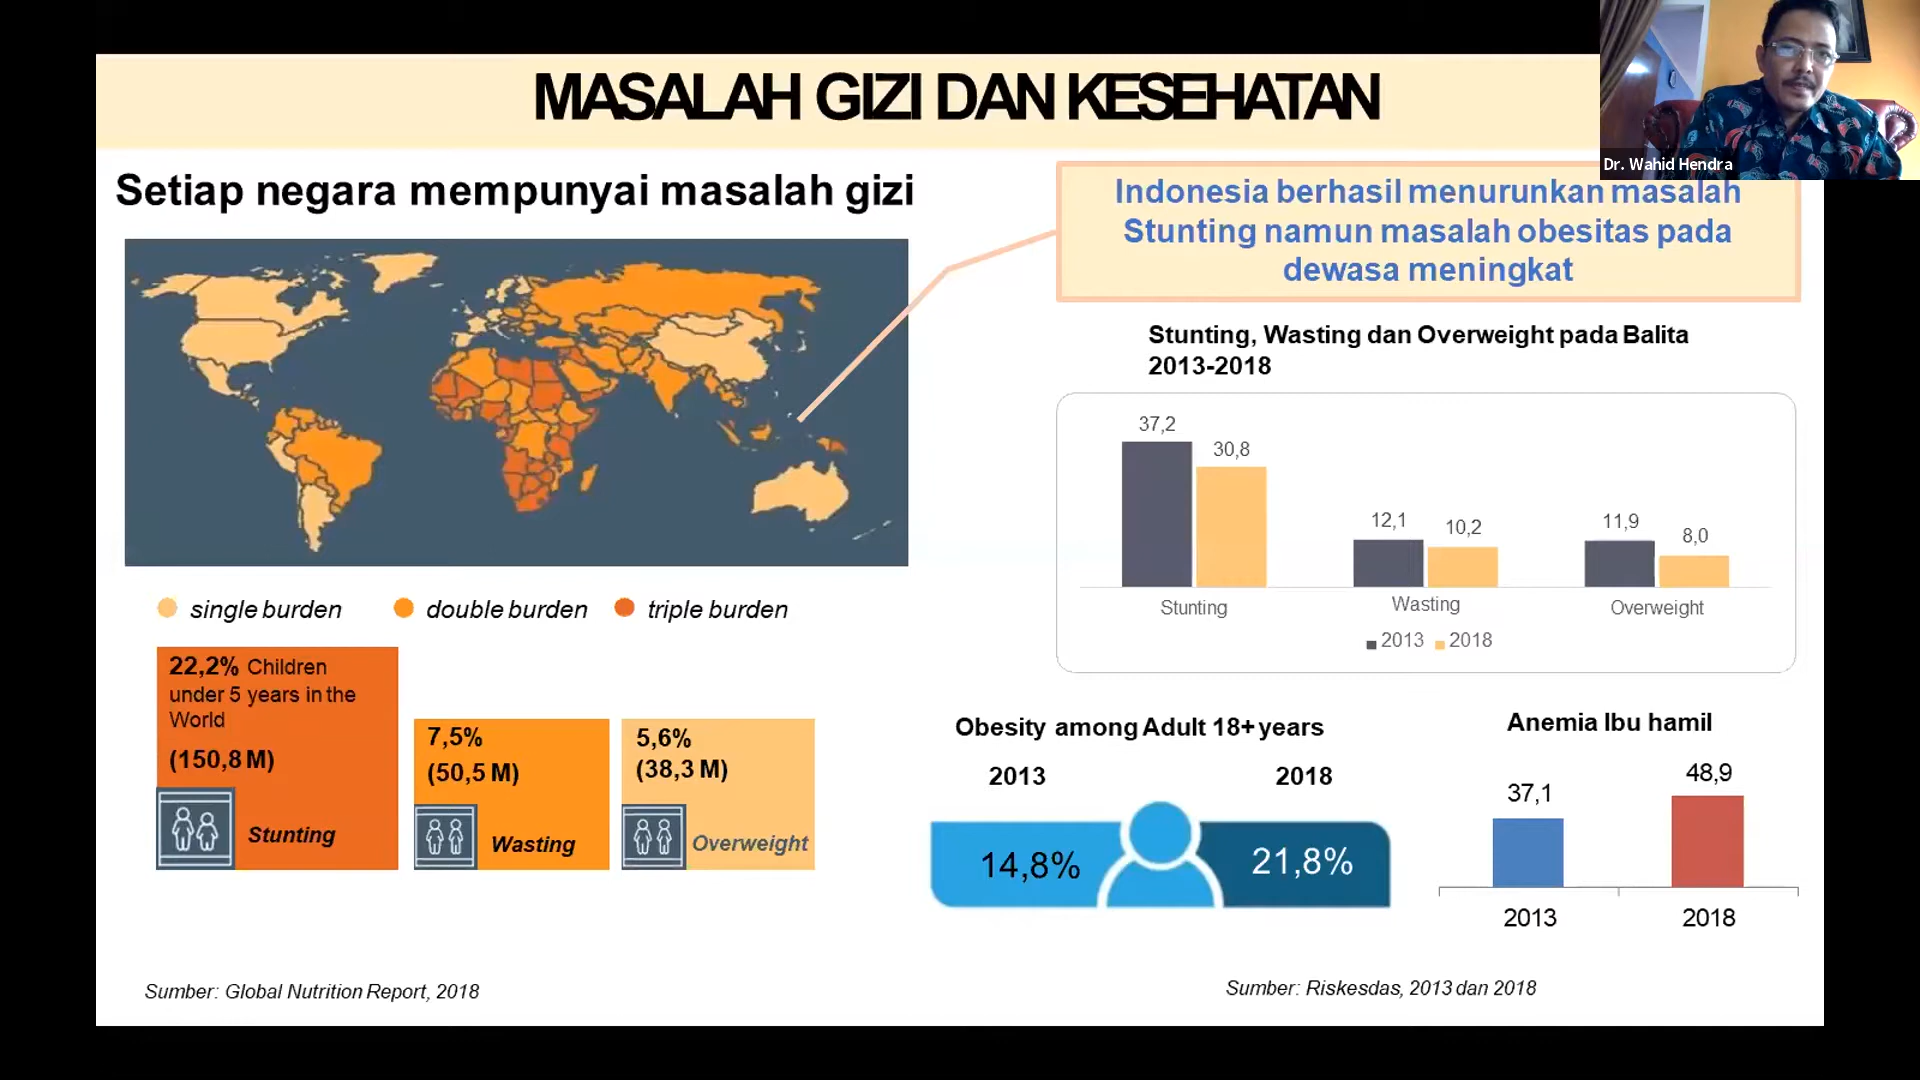 MASALAH GIZI DAN KESEHATAN
Dr. Wahid Hendra
Setiap negara mempunyai masalah gizi
Indonesia berhasil menurunkan masalah
Stunting namun masalah obesitas pada
dewasa meningkat
single burden
double burden
triple burden
22,2% Children
under 5 years in the
World
(150,8 M)
Stunting
7,5%
(50,5 M)
Wasting
5,6%
(38,3 M)
Overweight
Sumber: Global Nutrition Report, 2018
Stunting, Wasting dan Overweight pada Balita
2013-2018
37,2
30,8
12,1
10,2
11,9
8,0
Stunting
Wasting
Overweight
2013
2018
Obesity among Adult 18+ years
2013
2018
14,8%
21,8%
Anemia Ibu hamil
37,1
48,9
2013
2018
Sumber: Riskesdas, 2013 dan 2018